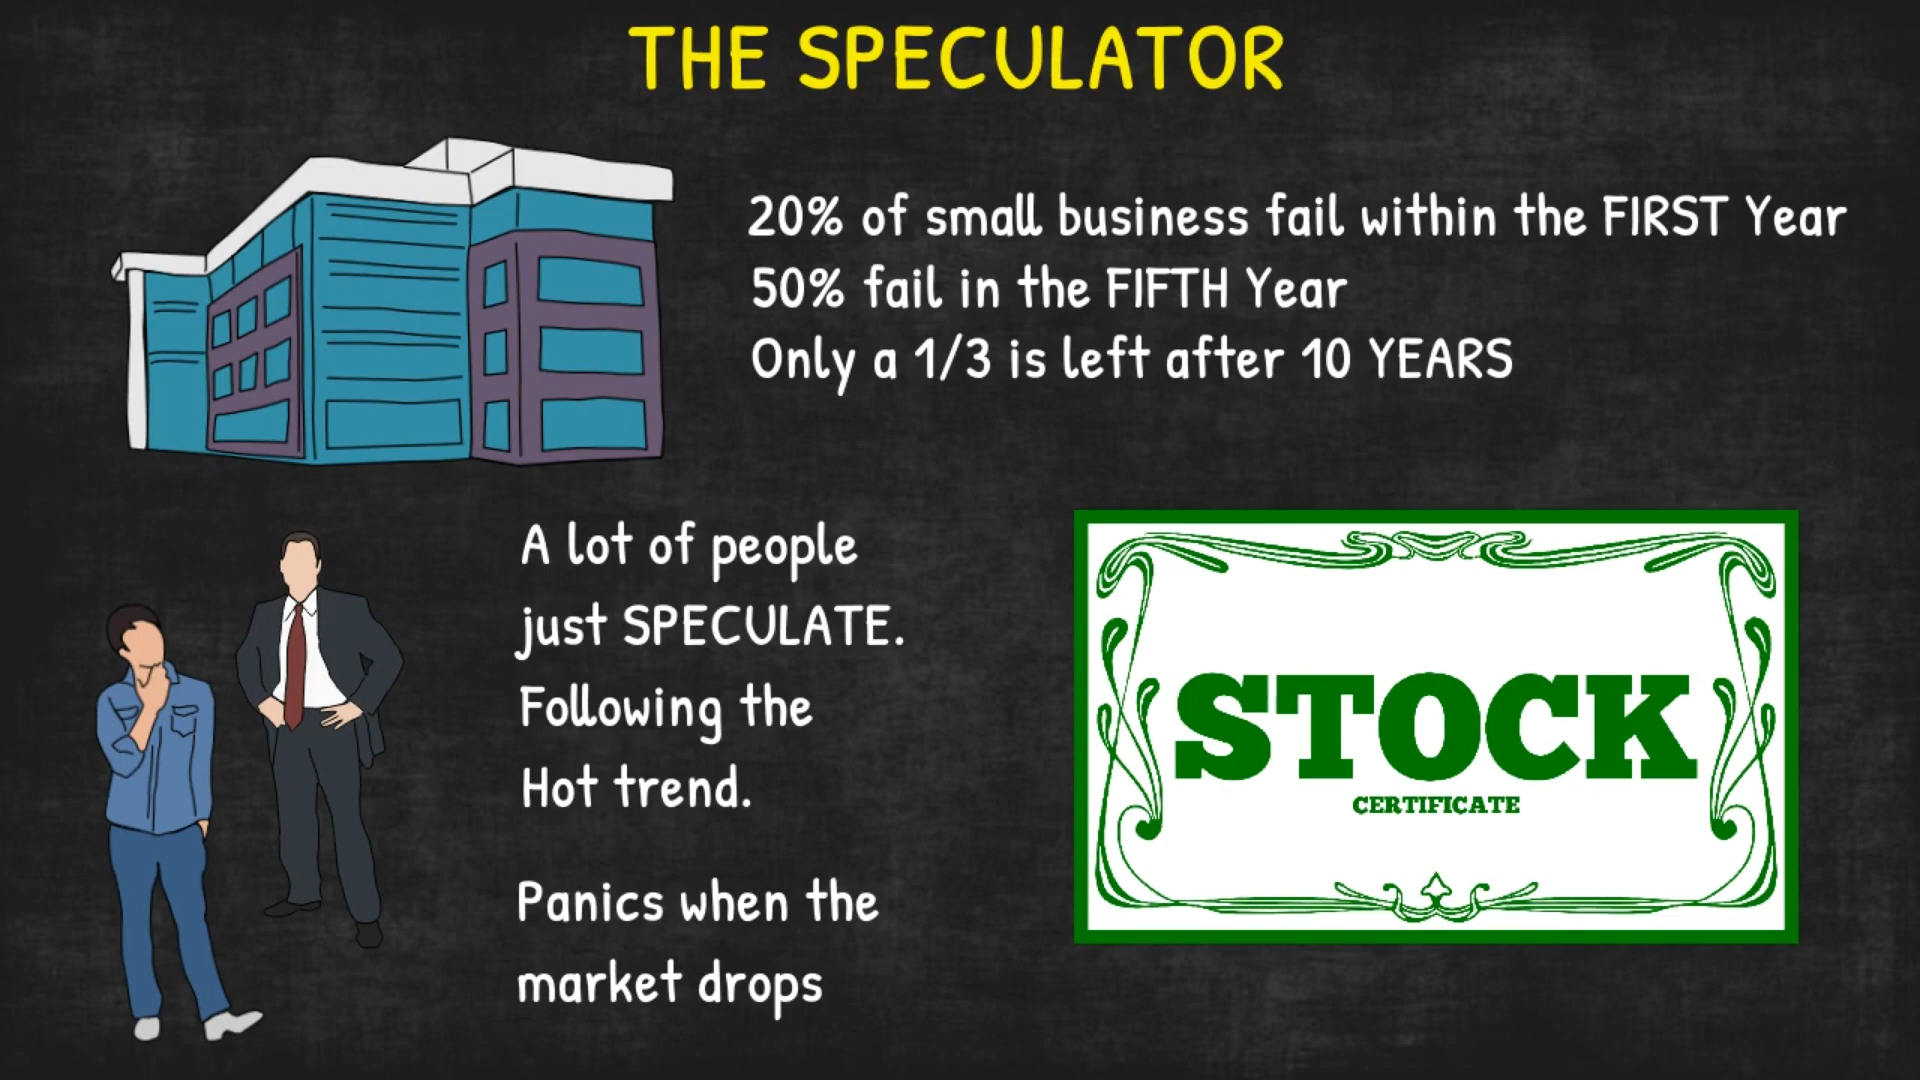 THE SPECULATOR
20% of small business fail within the FIRST Year
50% fail in the FIFTH Year
Only a 1/3 is left after 10 YEARS
A lot of people
just SPECULATE.
Following the
Hot trend.
Panics when the
market drops
STOCK
CERTIFICATE